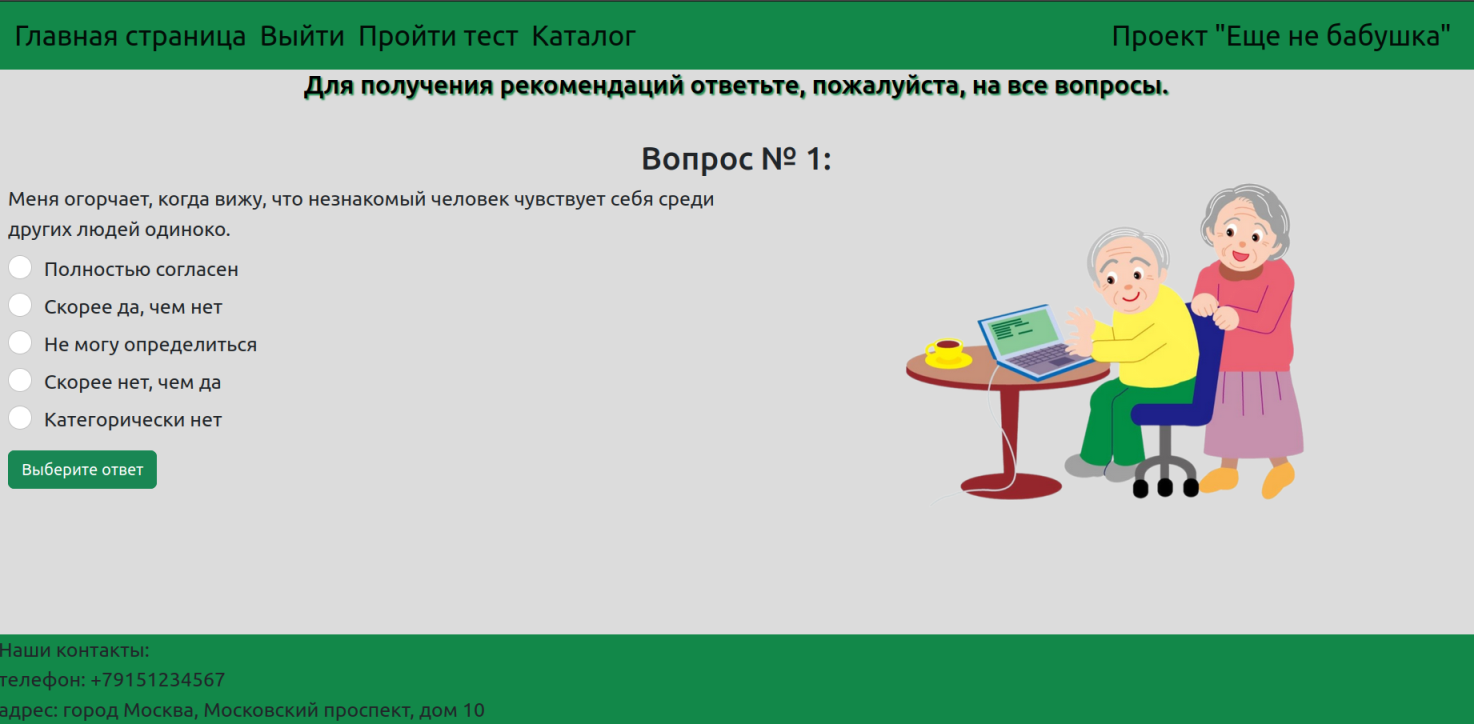 Главная страница Выйти Пройти тест Каталог Проект "Еще не бабушка"
Для получения рекомендаций ответьте, пожалуйста, на все вопросы.
Вопрос № 1:
Меня огорчает, когда вижу, что незнакомый человек чувствует себя среди
других людей одиноко.
Полностью согласен
Скорее да, чем нет
Не могу определиться
Скорее нет, чем да
Категорически нет
Выберите ответ
Наши контакты:
телефон: +79151234567
адрес: город Москва, Московский проспект, дом 10